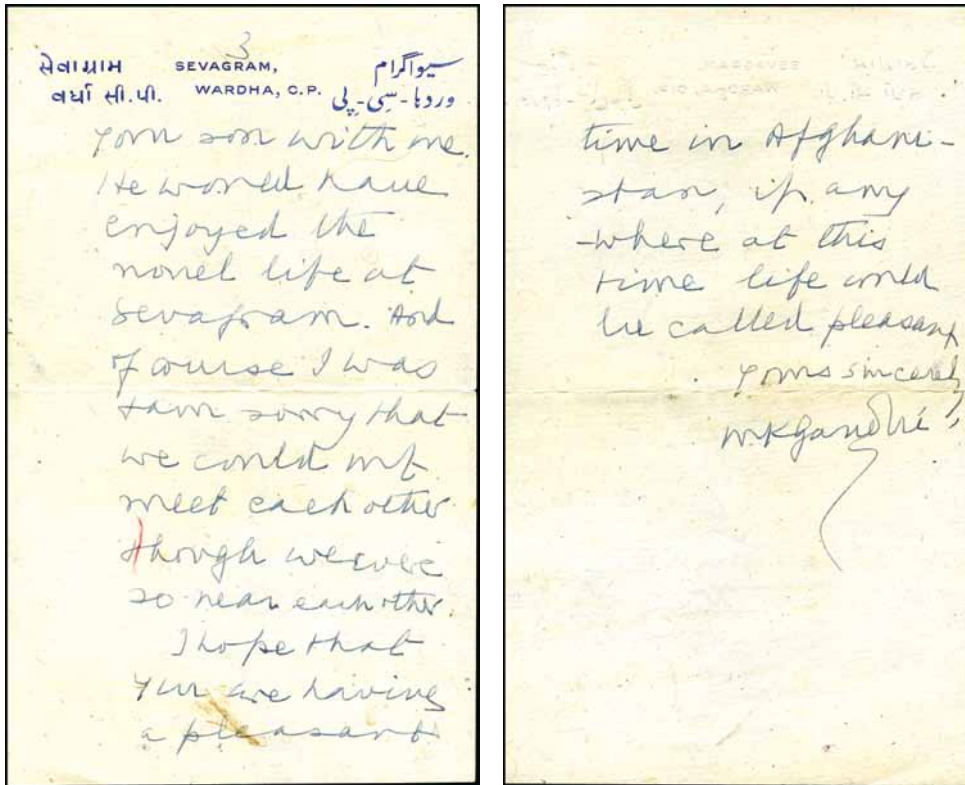 3
સેવાગ્રામ SEVAGRAM, سیواگرام
વર્ધા સી.પી. WARDHA, C.P. وردہا - سی - پی
your son with me.
He would have
enjoyed the
novel life at
Sevagram. And
of course I was
& am sorry that
we could not
meet each other
though we were
so near each other.
I hope that
you are having
a pleasant
time in Afghani-
stan, if any
-where at this
time life could
be called pleasant
Yours sincerely,
MKGandhi